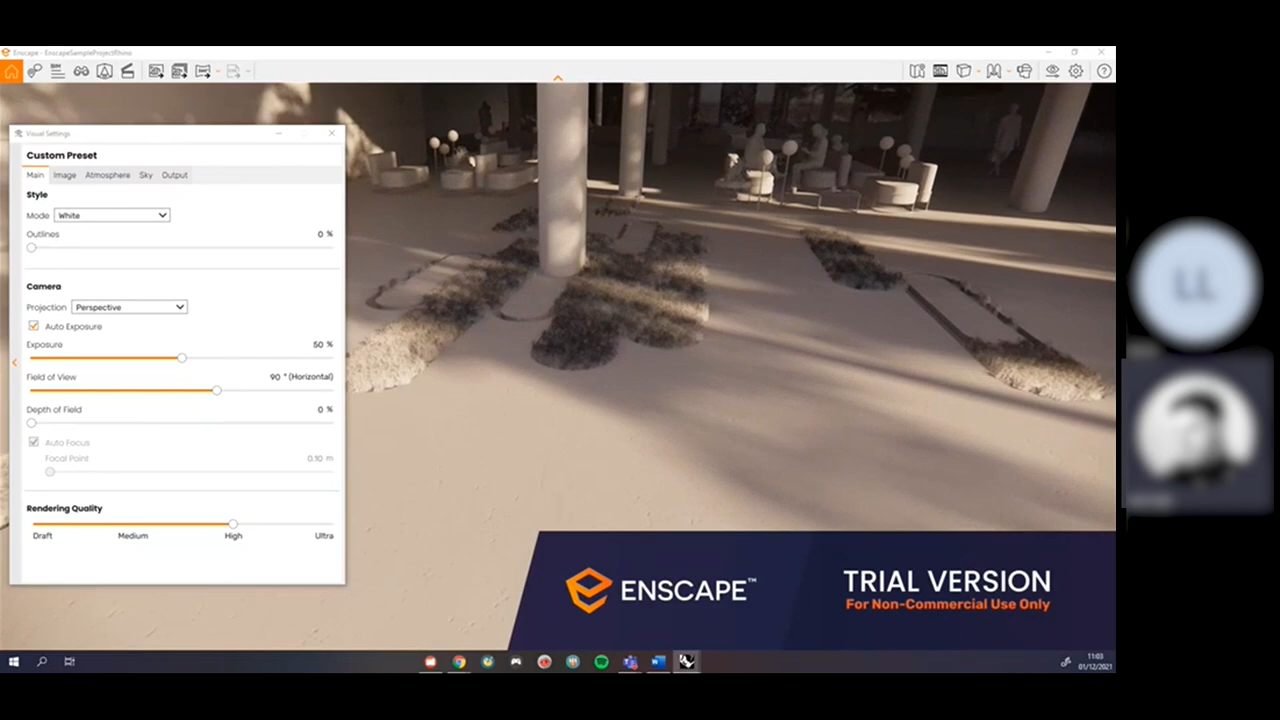 Enscape - EnscapeSampleProjectRhino
Visual Settings
Custom Preset
Main Image Atmosphere Sky Output
Style
Mode White
Outlines 0 %
Camera
Projection Perspective
Auto Exposure
Exposure 50 %
Field of View 90 ° (Horizontal)
Depth of Field 0 %
Auto Focus
Focal Point 0.10 m
Rendering Quality
Draft Medium High Ultra
ENSCAPE™
TRIAL VERSION
For Non-Commercial Use Only
11:03
01/12/2021
LL